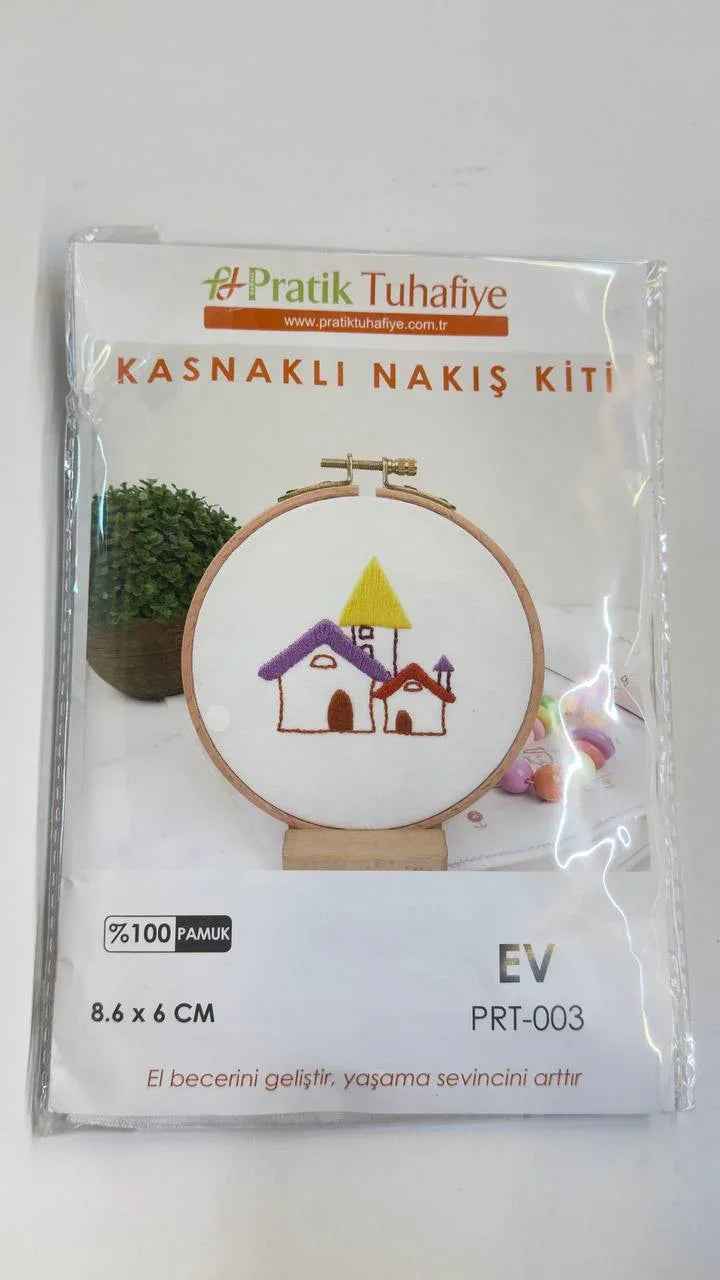 Pratik Tuhafiye
www.pratiktuhafiye.com.tr
KASNAKLI NAKIŞ KİTİ
%100 PAMUK
8.6 x 6 CM
EV
PRT-003
El becerini geliştir, yaşama sevincini arttır